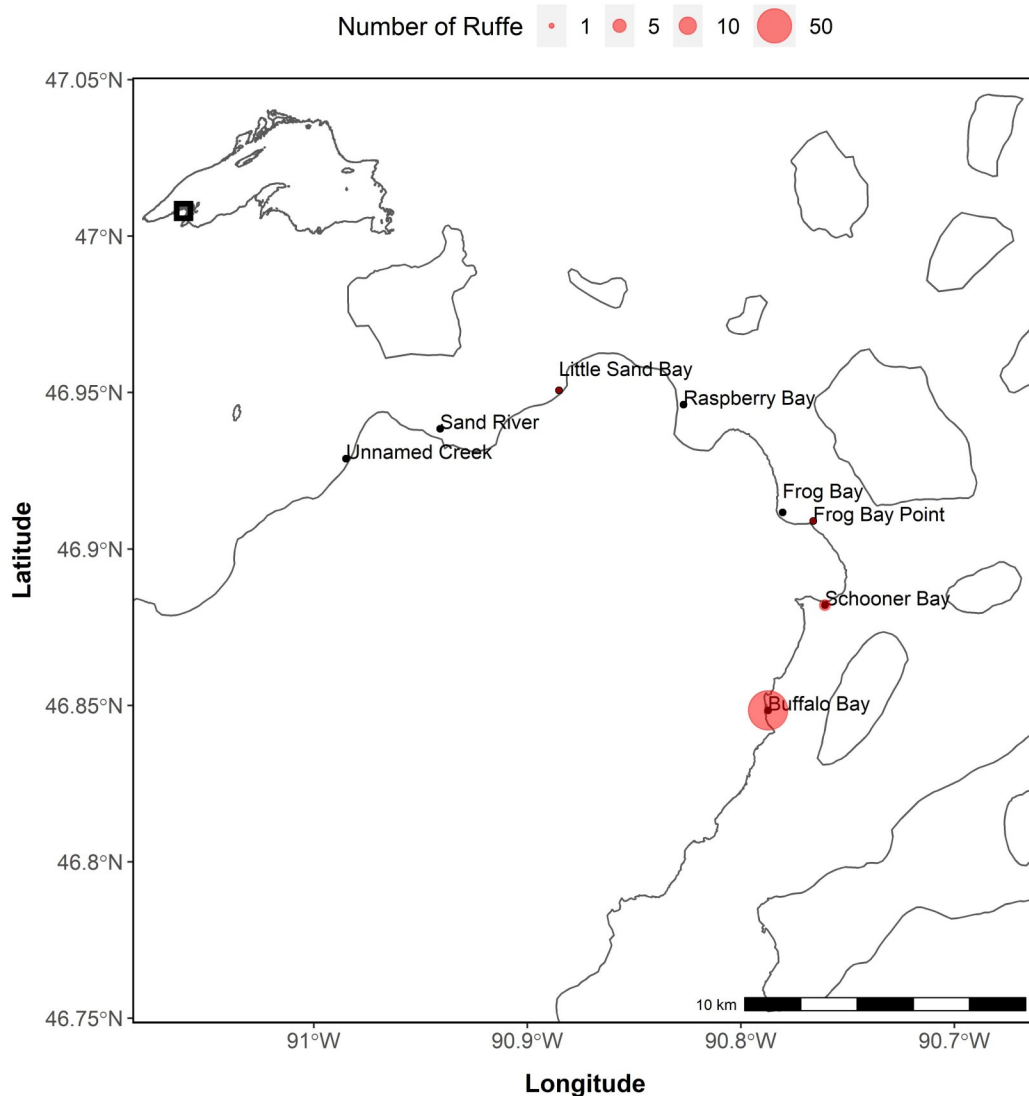 Number of Ruffe 1 5 10 50
47.05°N
47°N
46.95°N
46.9°N
46.85°N
46.8°N
46.75°N
Latitude
Little Sand Bay
Raspberry Bay
Sand River
Unnamed Creek
Frog Bay
Frog Bay Point
Schooner Bay
Buffalo Bay
10 km
91°W 90.9°W 90.8°W 90.7°W
Longitude